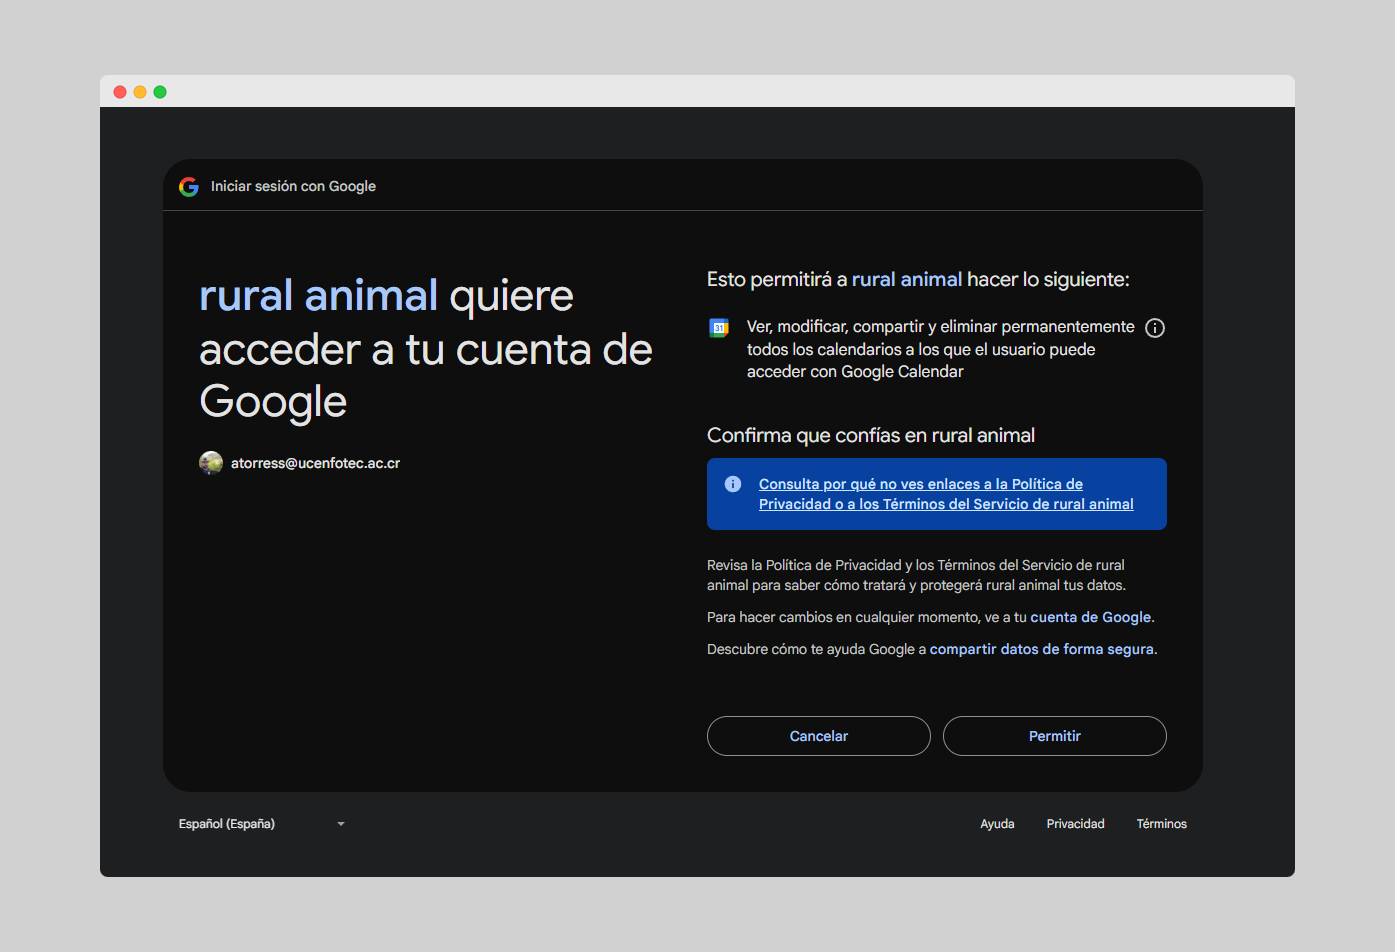 Iniciar sesión con Google
rural animal quiere
acceder a tu cuenta de
Google
atorress@ucenfotec.ac.cr
Esto permitirá a rural animal hacer lo siguiente:
31
Ver, modificar, compartir y eliminar permanentemente
todos los calendarios a los que el usuario puede
acceder con Google Calendar
Confirma que confías en rural animal
Consulta por qué no ves enlaces a la Política de
Privacidad o a los Términos del Servicio de rural animal
Revisa la Política de Privacidad y los Términos del Servicio de rural
animal para saber cómo tratará y protegerá rural animal tus datos.
Para hacer cambios en cualquier momento, ve a tu cuenta de Google.
Descubre cómo te ayuda Google a compartir datos de forma segura.
Cancelar
Permitir
Español (España)
Ayuda
Privacidad
Términos